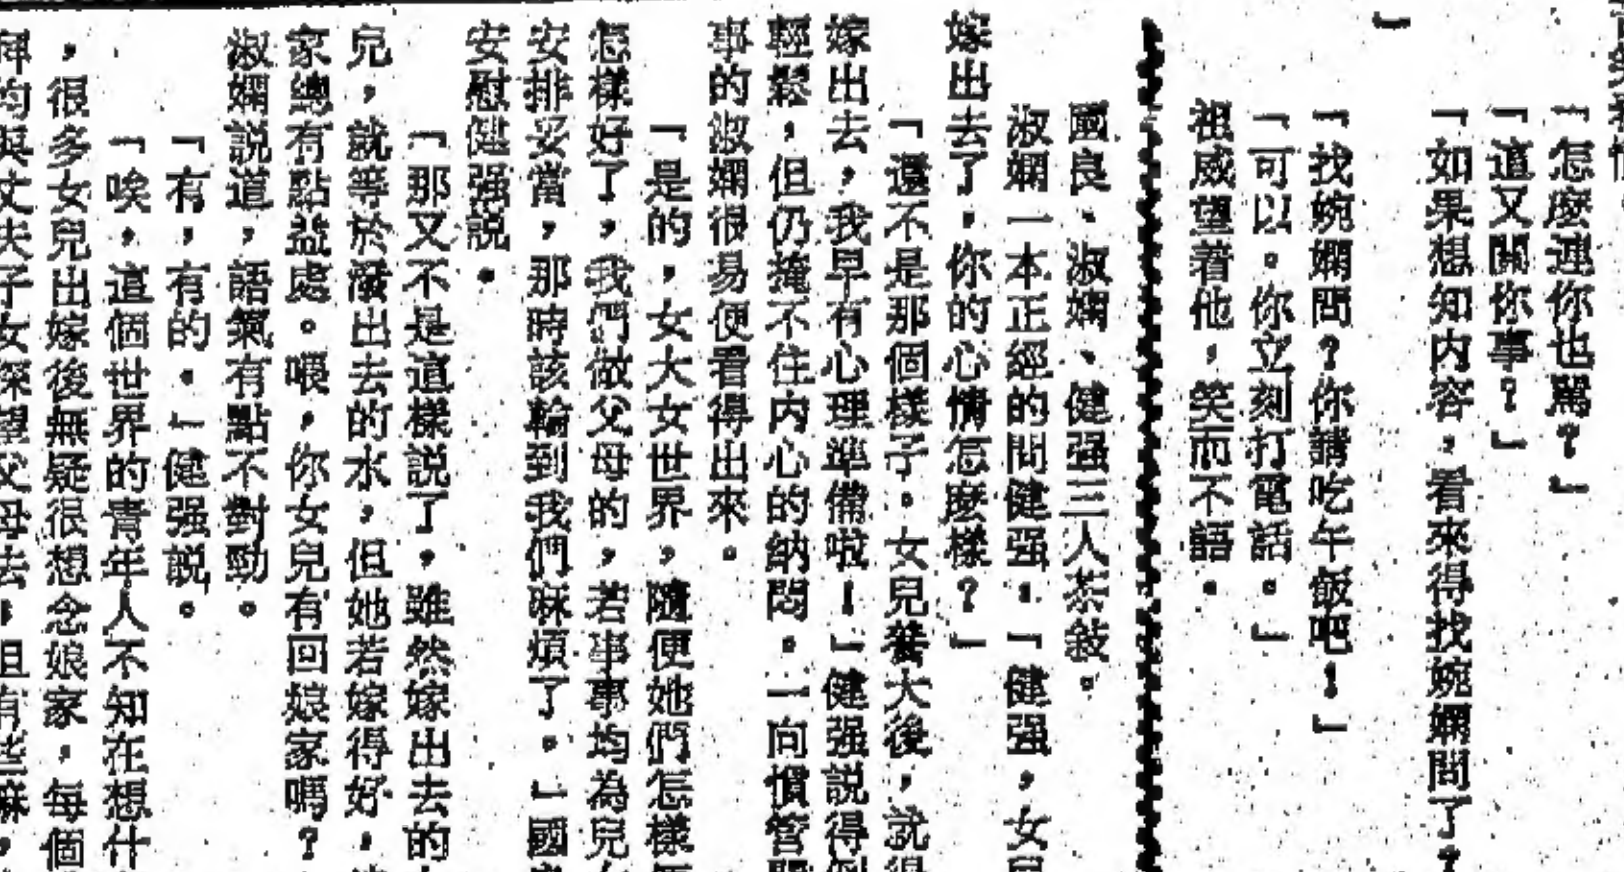 「怎麼連你也罵？」
「這又關你事？」
「如果想知內容，看來得找婉嫻問了？
」
「找婉嫻問？你請吃午飯吧！」
「可以。你立刻打電話。」
祖威望着他，笑而不語。
國良、淑嫻、健强三人茶敍。
淑嫻一本正經的問健强。「健强，女兒
嫁出去了，你的心情怎麼樣？」
「還不是那個樣子。女兒養大後，就得
嫁出去，我早有心理準備啦！」健强說得倒
輕鬆，但仍掩不住內心的納悶。一向慣管
事的淑嫻很易便看得出來。
「是的，女大女世界，隨便她們怎樣
怎樣好了，我們做父母的，若事事均為兒
安排妥當，那時該輪到我們麻煩了。」國
安慰健强説。
「那又不是這樣説了，雖然嫁出去的
兒，就等於潑出去的水，但她若嫁得好，
家總有點益處。喂，你女兒有回娘家嗎？
淑嫻説道，語氣有點不對勁。
「有，有的。」健强説。
「唉，這個世界的青年人不知在想什
，很多女兒出嫁後無疑很想念娘家，每個
均與丈夫子女探望父母去，且有些麻，